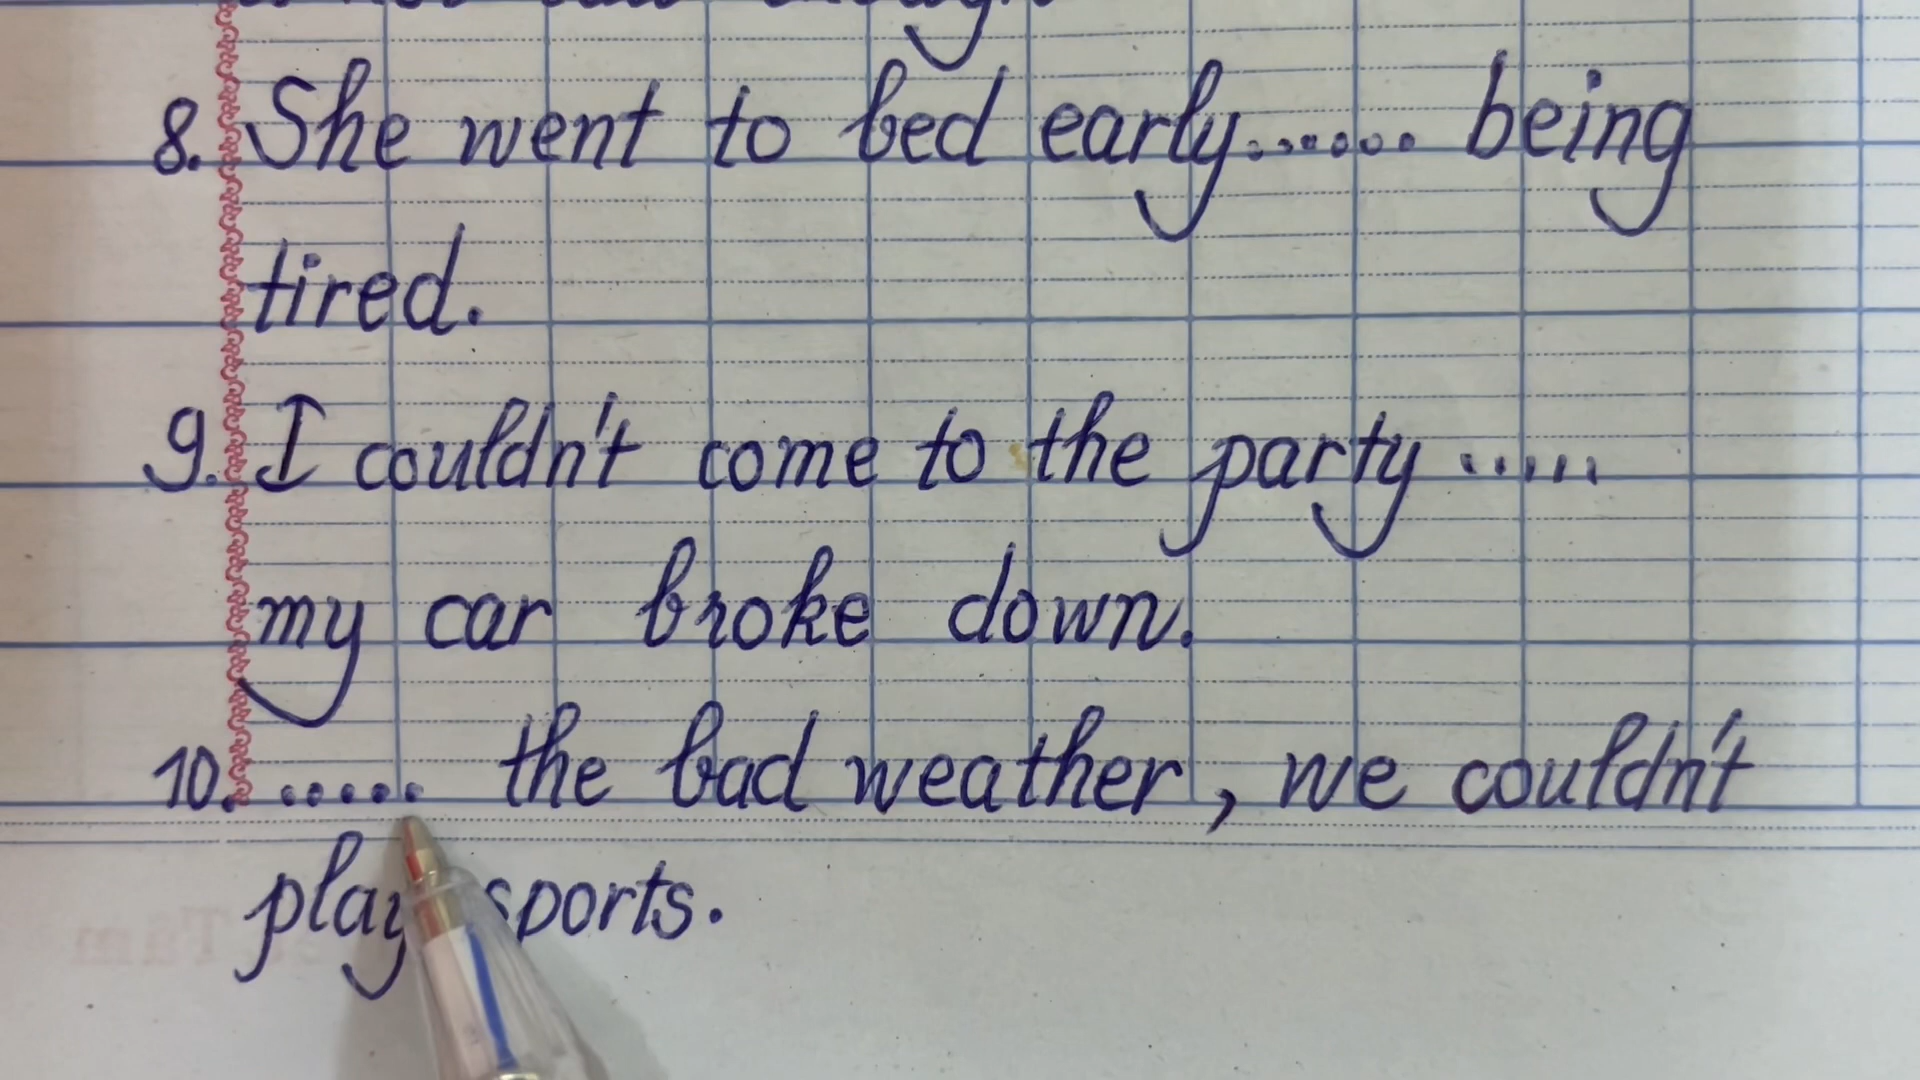 8. She went to bed early...... being
tired.
9. I couldn't come to the party .....
my car broke down.
10. ..... the bad weather, we couldn't
play sports.